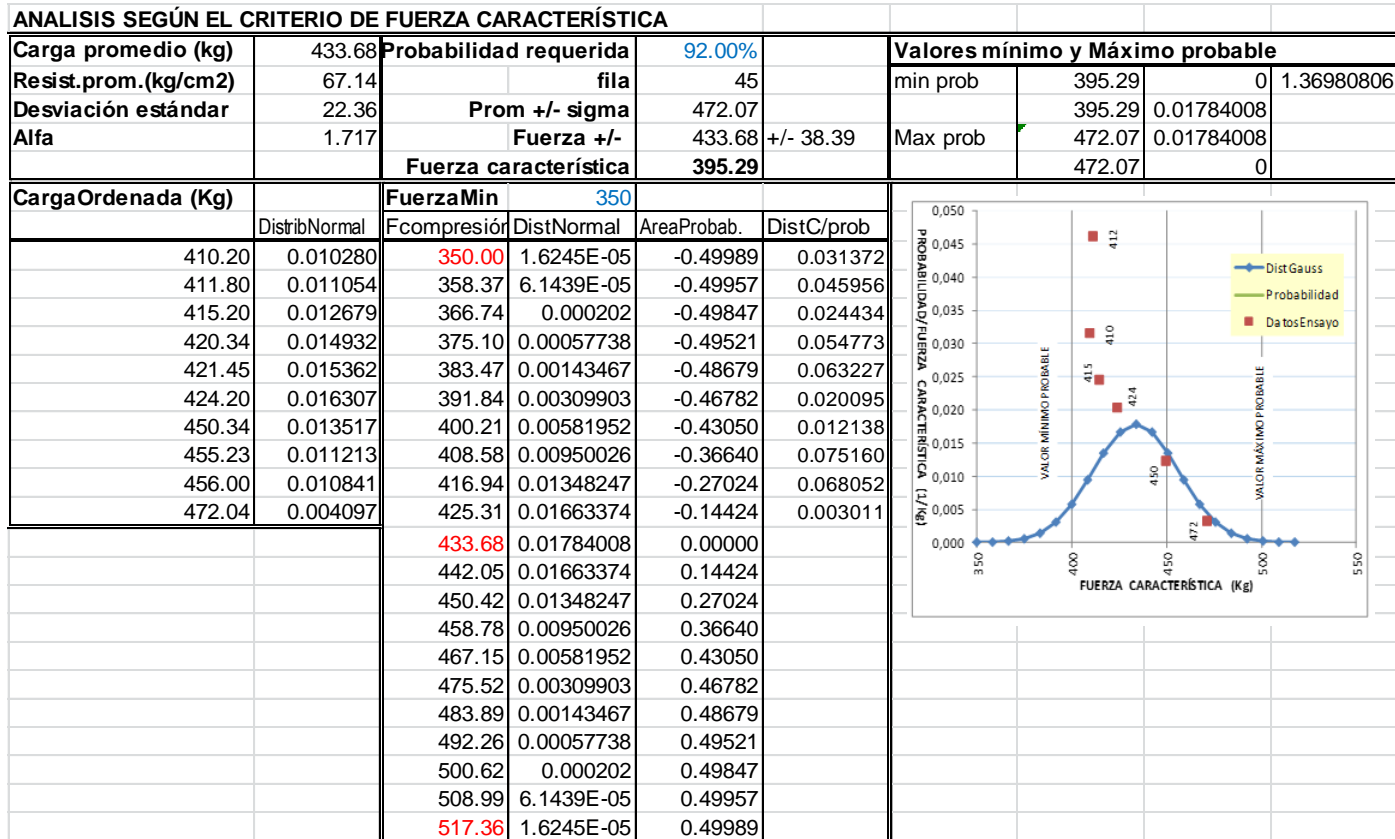 ANALISIS SEGÚN EL CRITERIO DE FUERZA CARACTERÍSTICA
Carga promedio (kg) 433.68 Probabilidad requerida 92.00% Valores mínimo y Máximo probable
Resist.prom.(kg/cm2) 67.14 fila 45 min prob 395.29 0 1.36980806
Desviación estándar 22.36 Prom +/- sigma 472.07 395.29 0.01784008
Alfa 1.717 Fuerza +/- 433.68 +/- 38.39 Max prob 472.07 0.01784008
Fuerza característica 395.29 472.07 0
CargaOrdenada (Kg) FuerzaMin 350
DistribNormal Fcompresión DistNormal AreaProbab. DistC/prob
410.20 0.010280 350.00 1.6245E-05 -0.49989 0.031372
411.80 0.011054 358.37 6.1439E-05 -0.49957 0.045956
415.20 0.012679 366.74 0.000202 -0.49847 0.024434
420.34 0.014932 375.10 0.00057738 -0.49521 0.054773
421.45 0.015362 383.47 0.00143467 -0.48679 0.063227
424.20 0.016307 391.84 0.00309903 -0.46782 0.020095
450.34 0.013517 400.21 0.00581952 -0.43050 0.012138
455.23 0.011213 408.58 0.00950026 -0.36640 0.075160
456.00 0.010841 416.94 0.01348247 -0.27024 0.068052
472.04 0.004097 425.31 0.01663374 -0.14424 0.003011
433.68 0.01784008 0.00000
442.05 0.01663374 0.14424
450.42 0.01348247 0.27024
458.78 0.00950026 0.36640
467.15 0.00581952 0.43050
475.52 0.00309903 0.46782
483.89 0.00143467 0.48679
492.26 0.00057738 0.49521
500.62 0.000202 0.49847
508.99 6.1439E-05 0.49957
517.36 1.6245E-05 0.49989
PROBABILIDAD/FUERZA CARACTERÍSTICA (1/Kg)
0,050
0,045
0,040
0,035
0,030
0,025
0,020
0,015
0,010
0,005
0,000
412
410
415
424
450
472
VALOR MÍNIMO PROBABLE
VALOR MÁXIMO PROBABLE
DistGauss
Probabilidad
DatosEnsayo
350 400 450 500 550
FUERZA CARACTERÍSTICA (Kg)